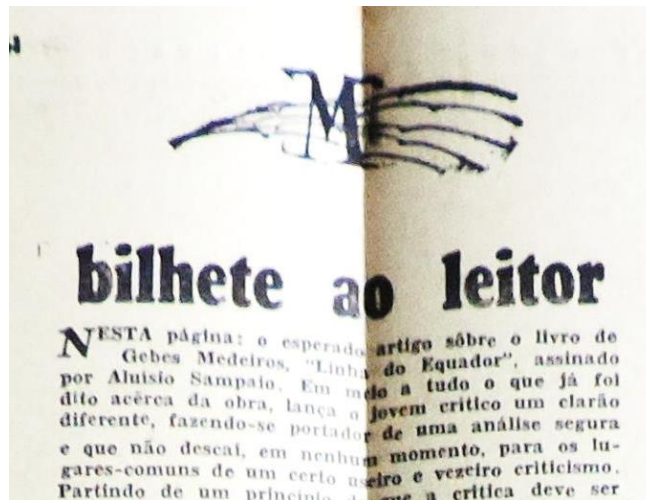 M
bilhete ao leitor
NESTA página: o esperado artigo sôbre o livro de
Gebes Medeiros, "Linha do Equador", assinado
por Aluisio Sampaio. Em meio a tudo o que já foi
dito acêrca da obra, lança o jovem critico um clarão
diferente, fazendo-se portador de uma análise segura
e que não descai, em nenhum momento, para os lu-
gares-comuns de um certo useiro e vezeiro criticismo.
Partindo de um princípio de que a critica deve ser